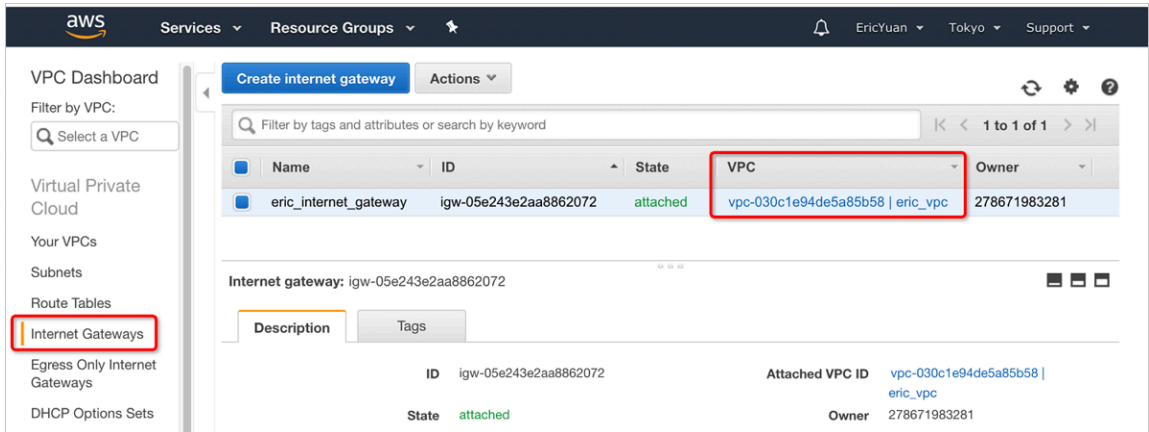 aws Services Resource Groups EricYuan Tokyo Support
VPC Dashboard
Filter by VPC:
Select a VPC
Virtual Private
Cloud
Your VPCs
Subnets
Route Tables
Internet Gateways
Egress Only Internet
Gateways
DHCP Options Sets
Create internet gateway Actions
Filter by tags and attributes or search by keyword 1 to 1 of 1
Name ID State VPC Owner
eric_internet_gateway igw-05e243e2aa8862072 attached vpc-030c1e94de5a85b58 | eric_vpc 278671983281
Internet gateway: igw-05e243e2aa8862072
Description Tags
ID igw-05e243e2aa8862072 Attached VPC ID vpc-030c1e94de5a85b58 |
eric_vpc
State attached Owner 278671983281